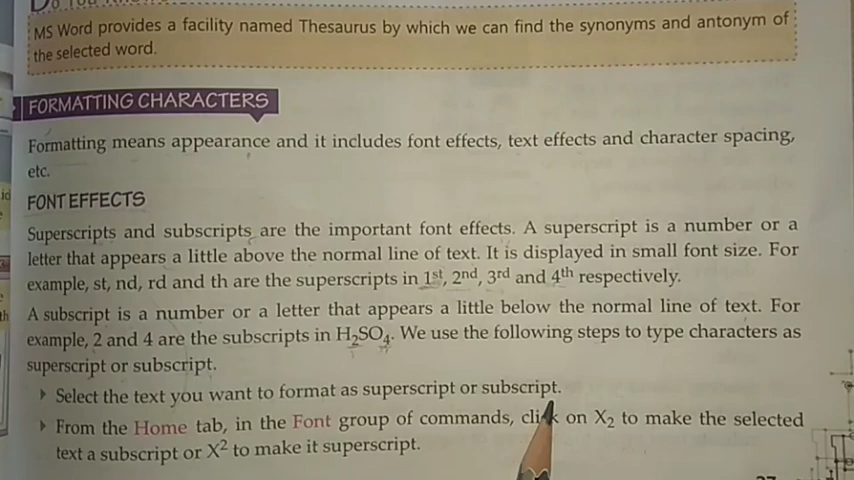 DO YOU KNOW
MS Word provides a facility named Thesaurus by which we can find the synonyms and antonym of
the selected word.
FORMATTING CHARACTERS
Formatting means appearance and it includes font effects, text effects and character spacing,
etc.
FONT EFFECTS
Superscripts and subscripts are the important font effects. A superscript is a number or a
letter that appears a little above the normal line of text. It is displayed in small font size. For
example, st, nd, rd and th are the superscripts in 1st, 2nd, 3rd and 4th respectively.
A subscript is a number or a letter that appears a little below the normal line of text. For
example, 2 and 4 are the subscripts in H₂SO₄. We use the following steps to type characters as
superscript or subscript.
Select the text you want to format as superscript or subscript.
From the Home tab, in the Font group of commands, click on X₂ to make the selected
text a subscript or X² to make it superscript.